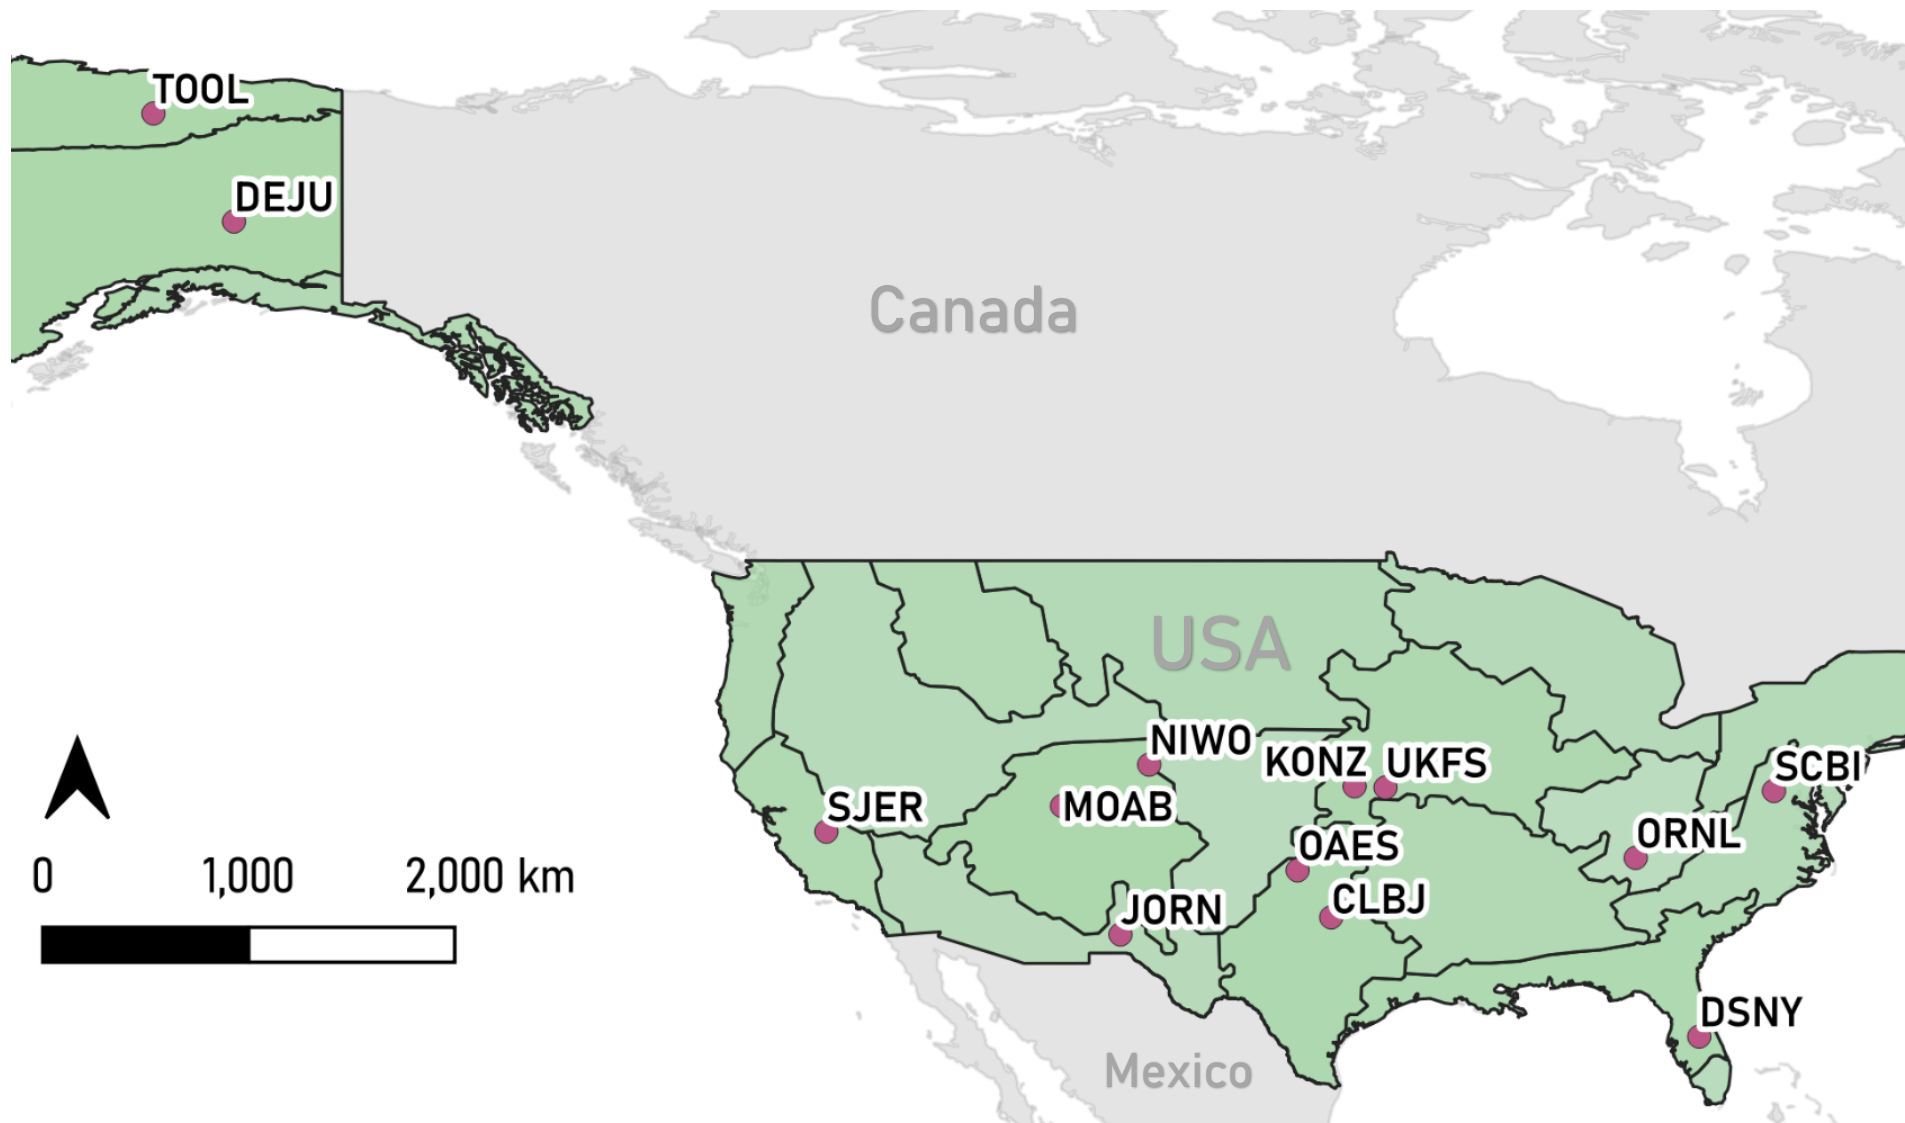 TOOL
DEJU
Canada
USA
NIWO
KONZ UKFS
SCBI
SJER
MOAB
ORNL
OAES
CLBJ
JORN
0 1,000 2,000 km
DSNY
Mexico